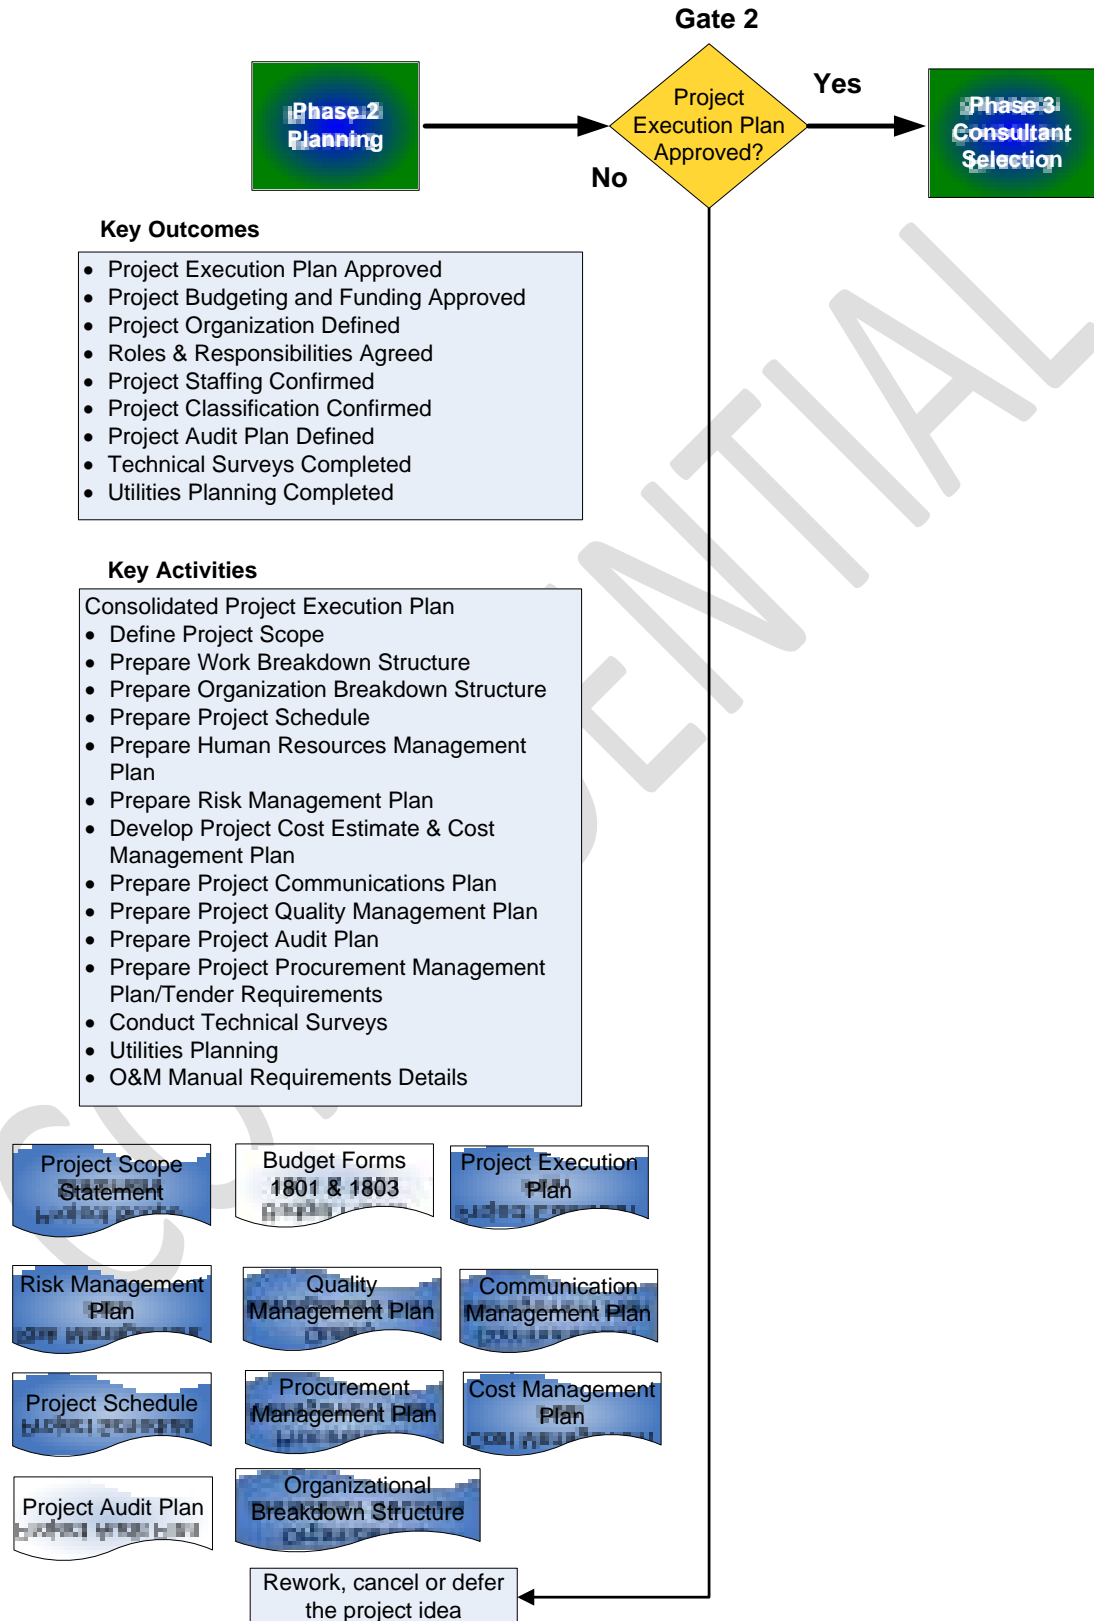 Gate 2
Phase 2
Planning
Project
Execution Plan
Approved?
Yes
No
Phase 3
Consultant
Selection
Key Outcomes
• Project Execution Plan Approved
• Project Budgeting and Funding Approved
• Project Organization Defined
• Roles & Responsibilities Agreed
• Project Staffing Confirmed
• Project Classification Confirmed
• Project Audit Plan Defined
• Technical Surveys Completed
• Utilities Planning Completed
Key Activities
Consolidated Project Execution Plan
• Define Project Scope
• Prepare Work Breakdown Structure
• Prepare Organization Breakdown Structure
• Prepare Project Schedule
• Prepare Human Resources Management
Plan
• Prepare Risk Management Plan
• Develop Project Cost Estimate & Cost
Management Plan
• Prepare Project Communications Plan
• Prepare Project Quality Management Plan
• Prepare Project Audit Plan
• Prepare Project Procurement Management
Plan/Tender Requirements
• Conduct Technical Surveys
• Utilities Planning
• O&M Manual Requirements Details
Project Scope
Statement
Budget Forms
1801 & 1803
Project Execution
Plan
Risk Management
Plan
Quality
Management Plan
Communication
Management Plan
Project Schedule
Procurement
Management Plan
Cost Management
Plan
Project Audit Plan
Organizational
Breakdown Structure
Rework, cancel or defer
the project idea